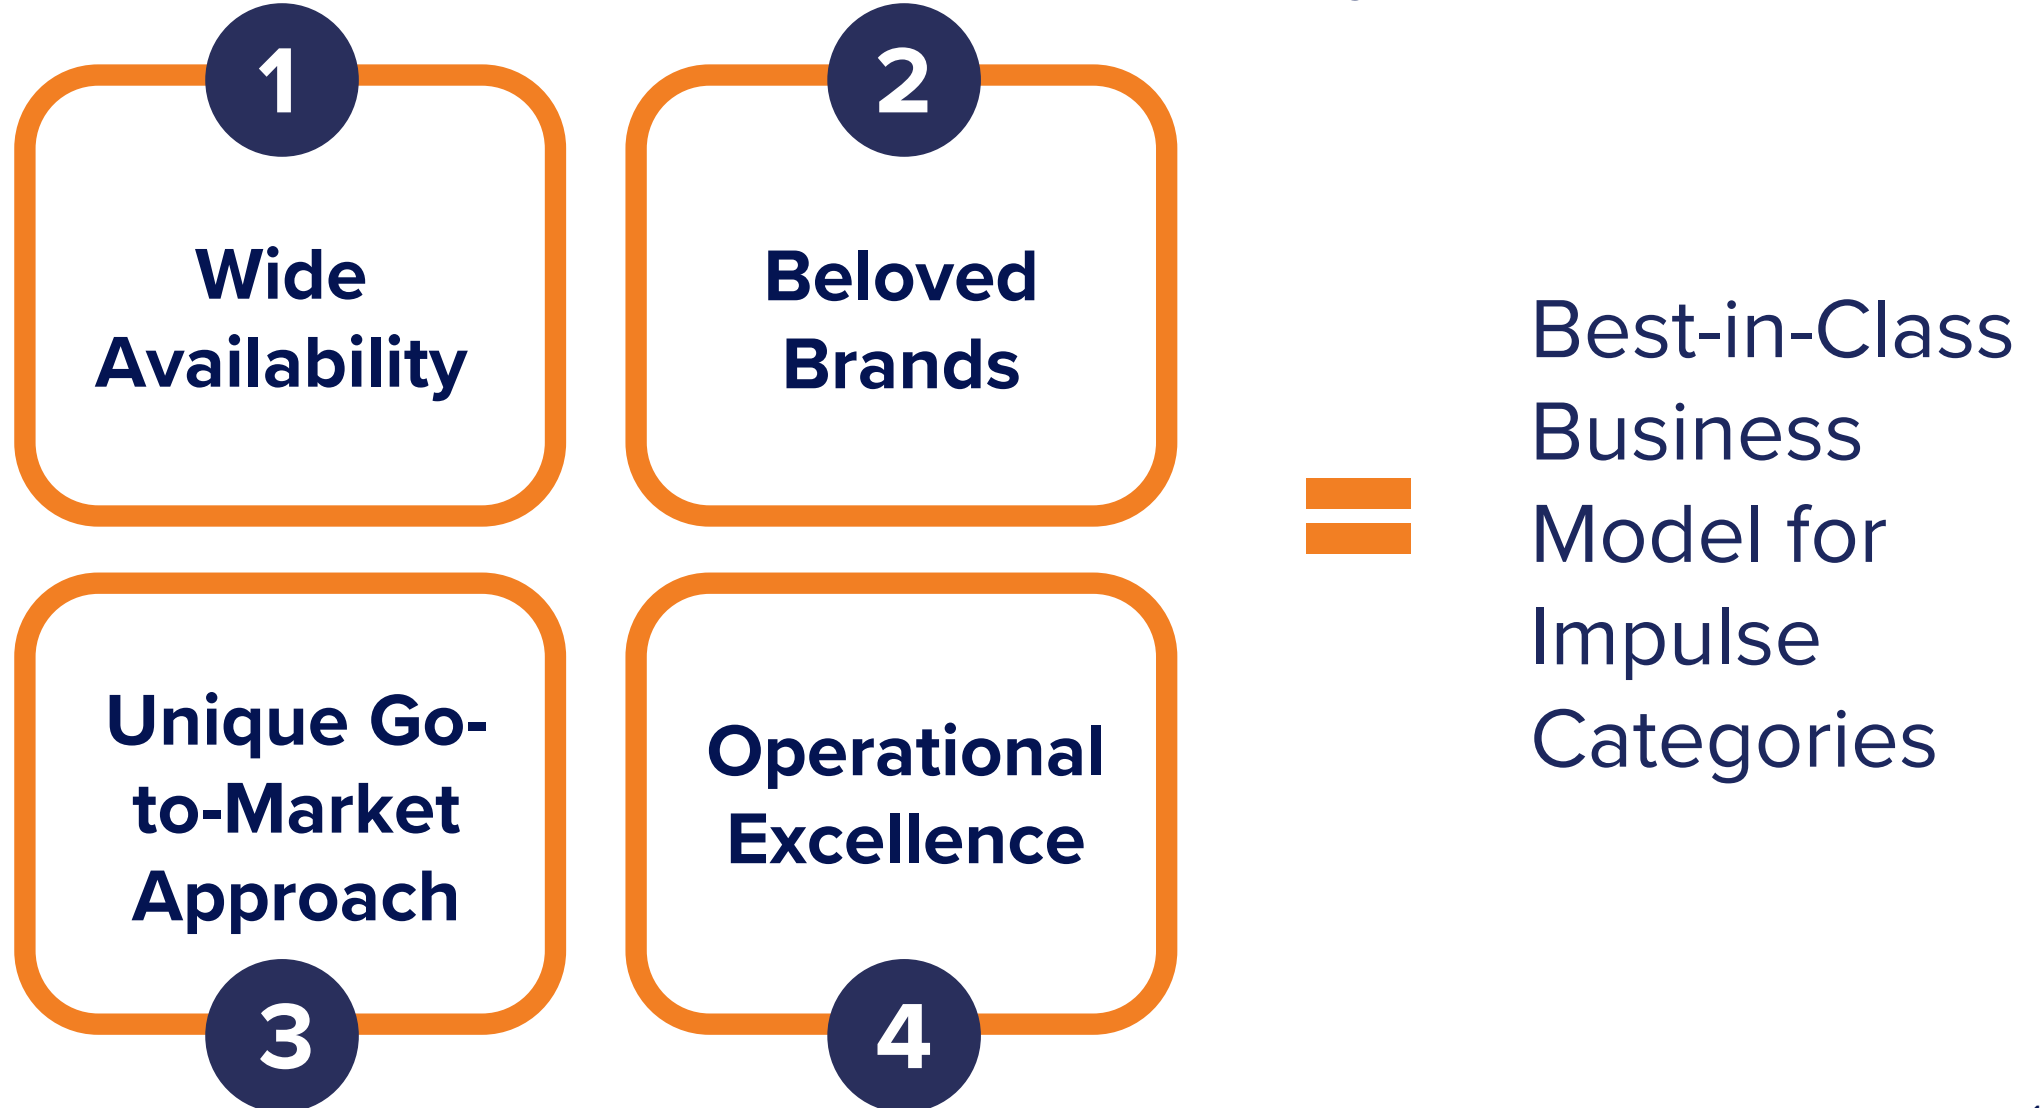 1
Wide
Availability
2
Beloved
Brands
Unique Go-
to-Market
Approach
3
Operational
Excellence
4
=
Best-in-Class
Business
Model for
Impulse
Categories